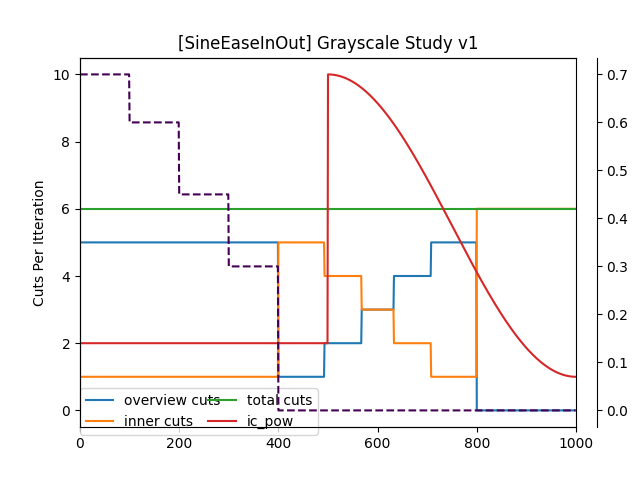 [SineEaseInOut] Grayscale Study v1
10
8
6
4
2
0
Cuts Per Itteration
0.7
0.6
0.5
0.4
0.3
0.2
0.1
0.0
overview cuts
total cuts
inner cuts
ic_pow
0 200 400 600 800 1000